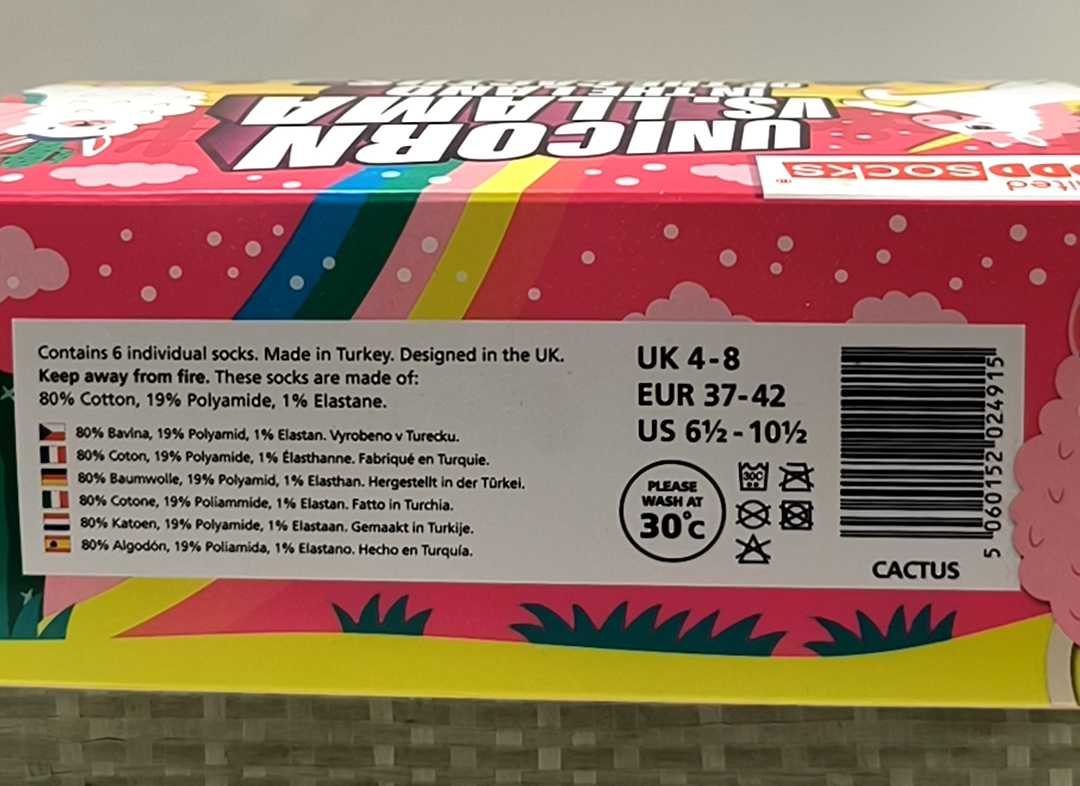 UNICORN
VS. LLAMA
IN THE LAND
OF THE CACTUS
ODD SOCKS®
Contains 6 individual socks. Made in Turkey. Designed in the UK.
Keep away from fire. These socks are made of:
80% Cotton, 19% Polyamide, 1% Elastane.
80% Bavlna, 19% Polyamid, 1% Elastan. Vyrobeno v Turecku.
80% Coton, 19% Polyamide, 1% Élasthanne. Fabriqué en Turquie.
80% Baumwolle, 19% Polyamid, 1% Elasthan. Hergestellt in der Türkei.
80% Cotone, 19% Poliammide, 1% Elastan. Fatto in Turchia.
80% Katoen, 19% Polyamide, 1% Elastaan. Gemaakt in Turkije.
80% Algodón, 19% Poliamida, 1% Elastano. Hecho en Turquía.
UK 4-8
EUR 37-42
US 6½-10½
PLEASE
WASH AT
30°C
30C
5 060152 024915
CACTUS